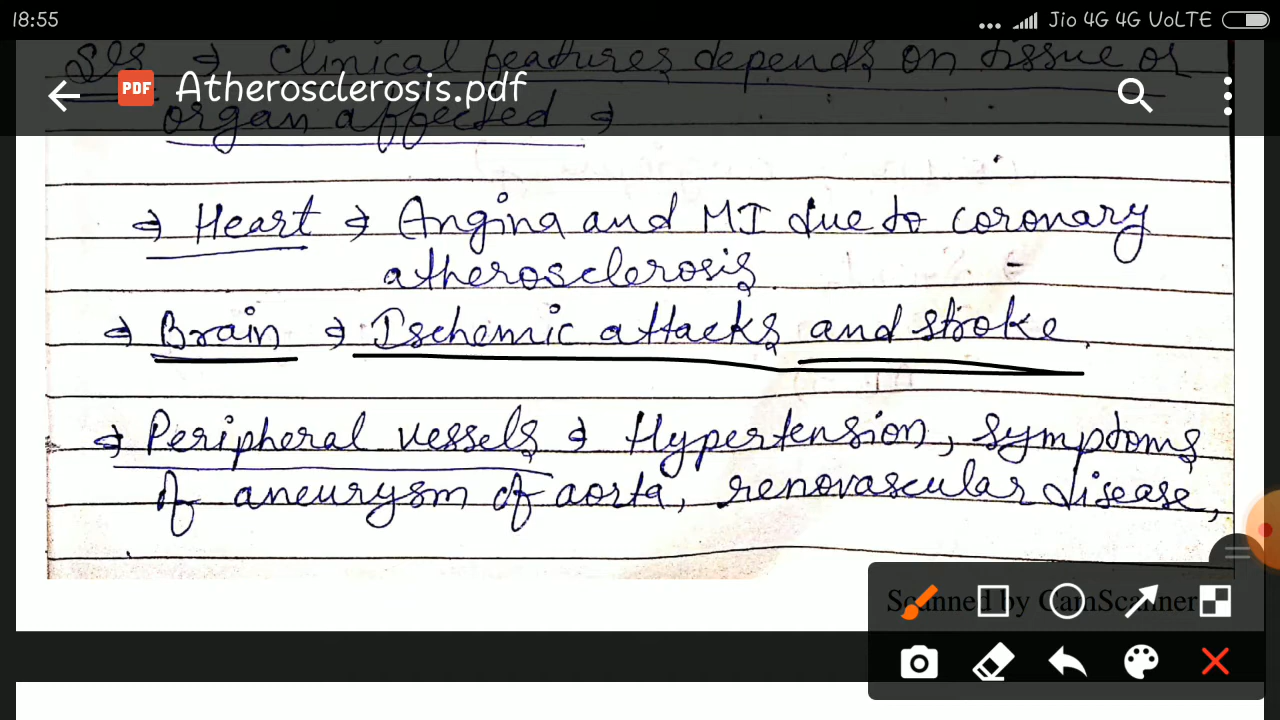 18:55
... Jio 4G 4G VoLTE
S/S → Clinical features depends on tissue or
PDF Atherosclerosis.pdf
organ affected →
→ Heart → Angina and MI due to coronary
atherosclerosis.
→ Brain → Ischemic attacks and stroke.
→ Peripheral vessels → Hypertension, symptoms
of aneurysm of aorta, renovascular disease,
Scanned by CamScanner